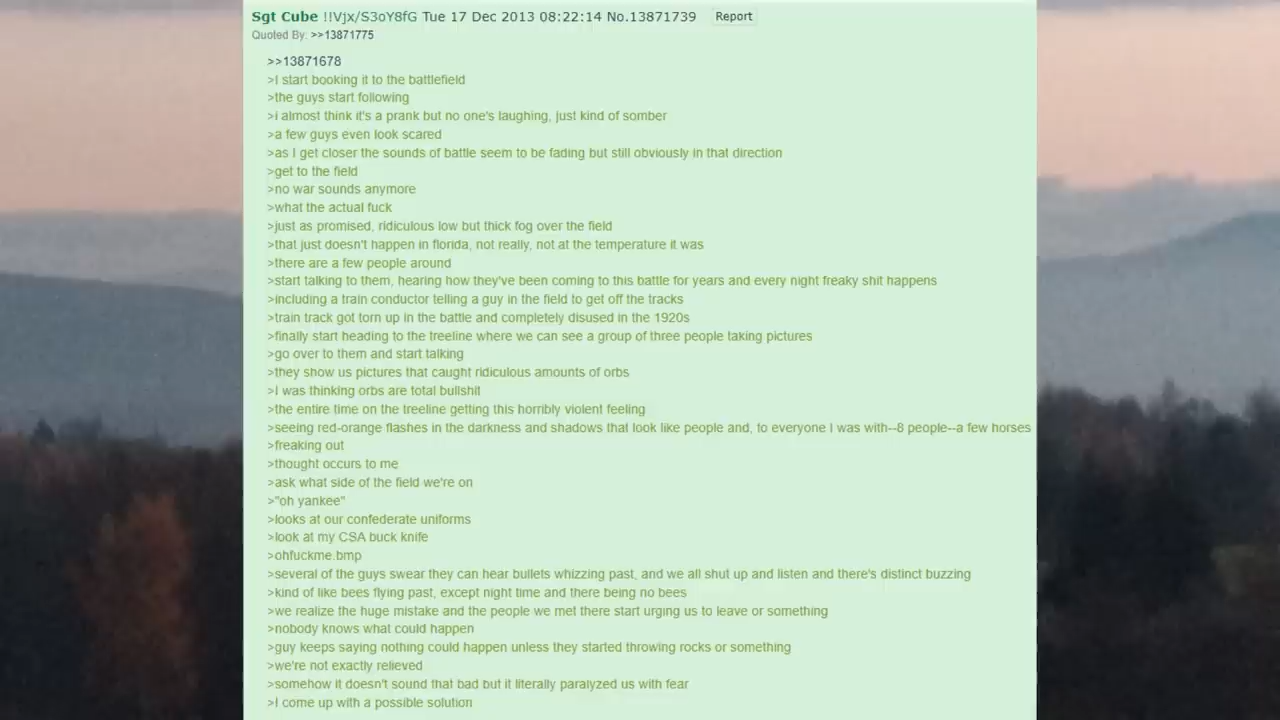 Sgt Cube !!Vjx/S3oY8fG Tue 17 Dec 2013 08:22:14 No.13871739 Report
Quoted By: >>13871775
>>13871678
>I start booking it to the battlefield
>the guys start following
>i almost think it's a prank but no one's laughing, just kind of somber
>a few guys even look scared
>as I get closer the sounds of battle seem to be fading but still obviously in that direction
>get to the field
>no war sounds anymore
>what the actual fuck
>just as promised, ridiculous low but thick fog over the field
>that just doesn't happen in florida, not really, not at the temperature it was
>there are a few people around
>start talking to them, hearing how they've been coming to this battle for years and every night freaky shit happens
>including a train conductor telling a guy in the field to get off the tracks
>train track got torn up in the battle and completely disused in the 1920s
>finally start heading to the treeline where we can see a group of three people taking pictures
>go over to them and start talking
>they show us pictures that caught ridiculous amounts of orbs
>I was thinking orbs are total bullshit
>the entire time on the treeline getting this horribly violent feeling
>seeing red-orange flashes in the darkness and shadows that look like people and, to everyone I was with--8 people--a few horses
>freaking out
>thought occurs to me
>ask what side of the field we're on
>"oh yankee"
>looks at our confederate uniforms
>look at my CSA buck knife
>ohfuckme.bmp
>several of the guys swear they can hear bullets whizzing past, and we all shut up and listen and there's distinct buzzing
>kind of like bees flying past, except night time and there being no bees
>we realize the huge mistake and the people we met there start urging us to leave or something
>nobody knows what could happen
>guy keeps saying nothing could happen unless they started throwing rocks or something
>we're not exactly relieved
>somehow it doesn't sound that bad but it literally paralyzed us with fear
>I come up with a possible solution